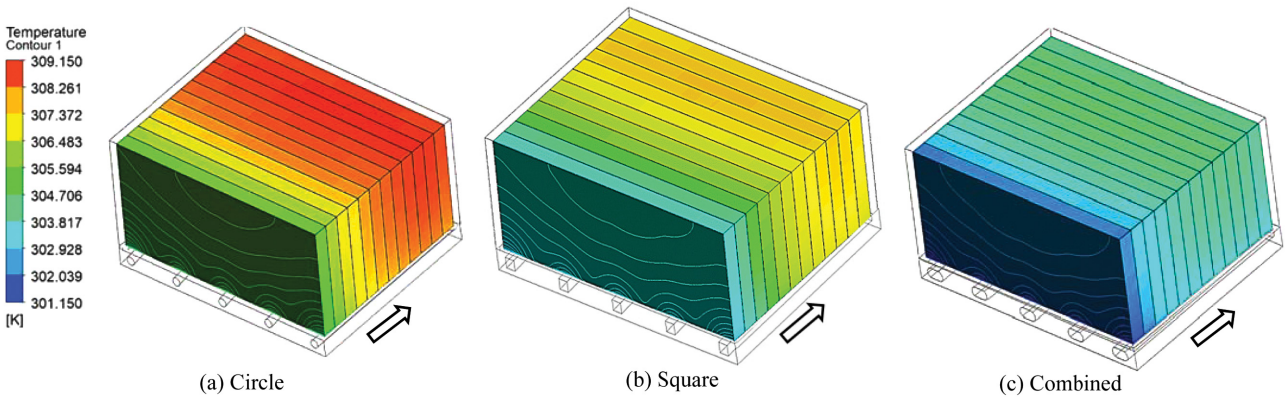 Temperature
Contour 1
309.150
308.261
307.372
306.483
305.594
304.706
303.817
302.928
302.039
301.150
[K]
(a) Circle
(b) Square
(c) Combined